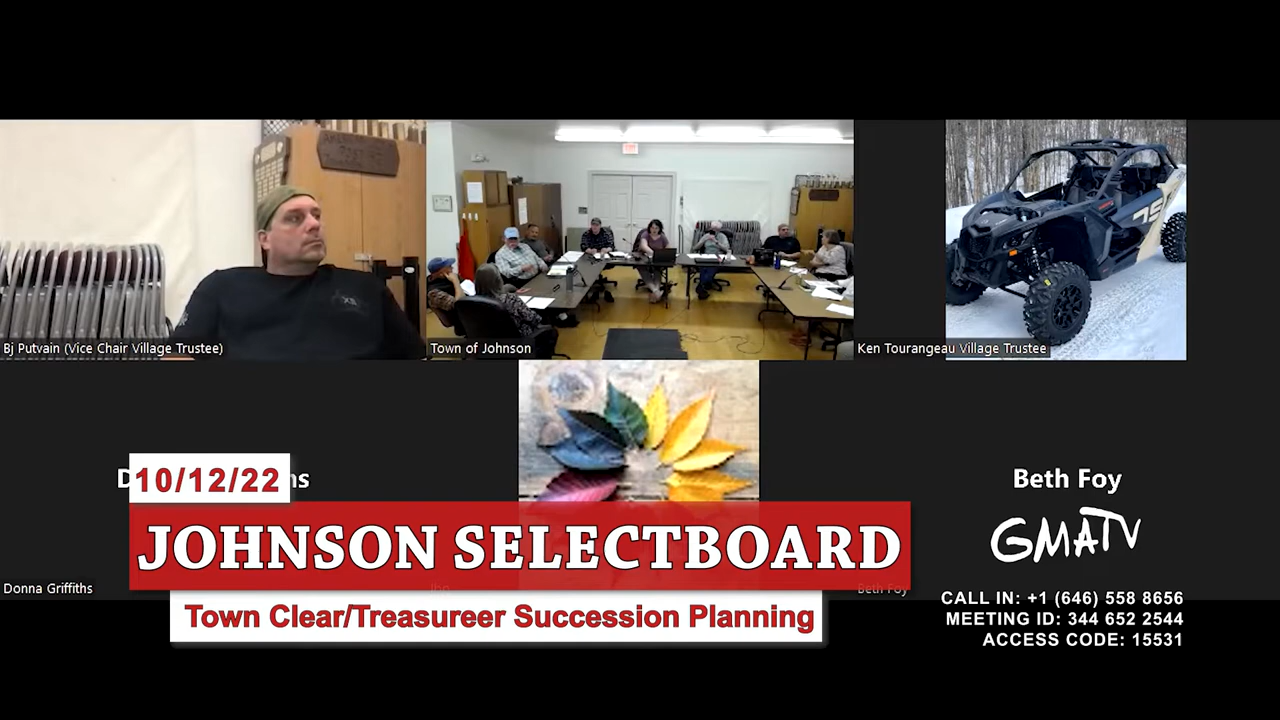 Bj Putvain (Vice Chair Village Trustee)
Town of Johnson
Ken Tourangeau Village Trustee
10/12/22
Beth Foy
JOHNSON SELECTBOARD
GMATV
Donna Griffiths
Beth Foy
Town Clear/Treasureer Succession Planning
CALL IN: +1 (646) 558 8656
MEETING ID: 344 652 2544
ACCESS CODE: 15531